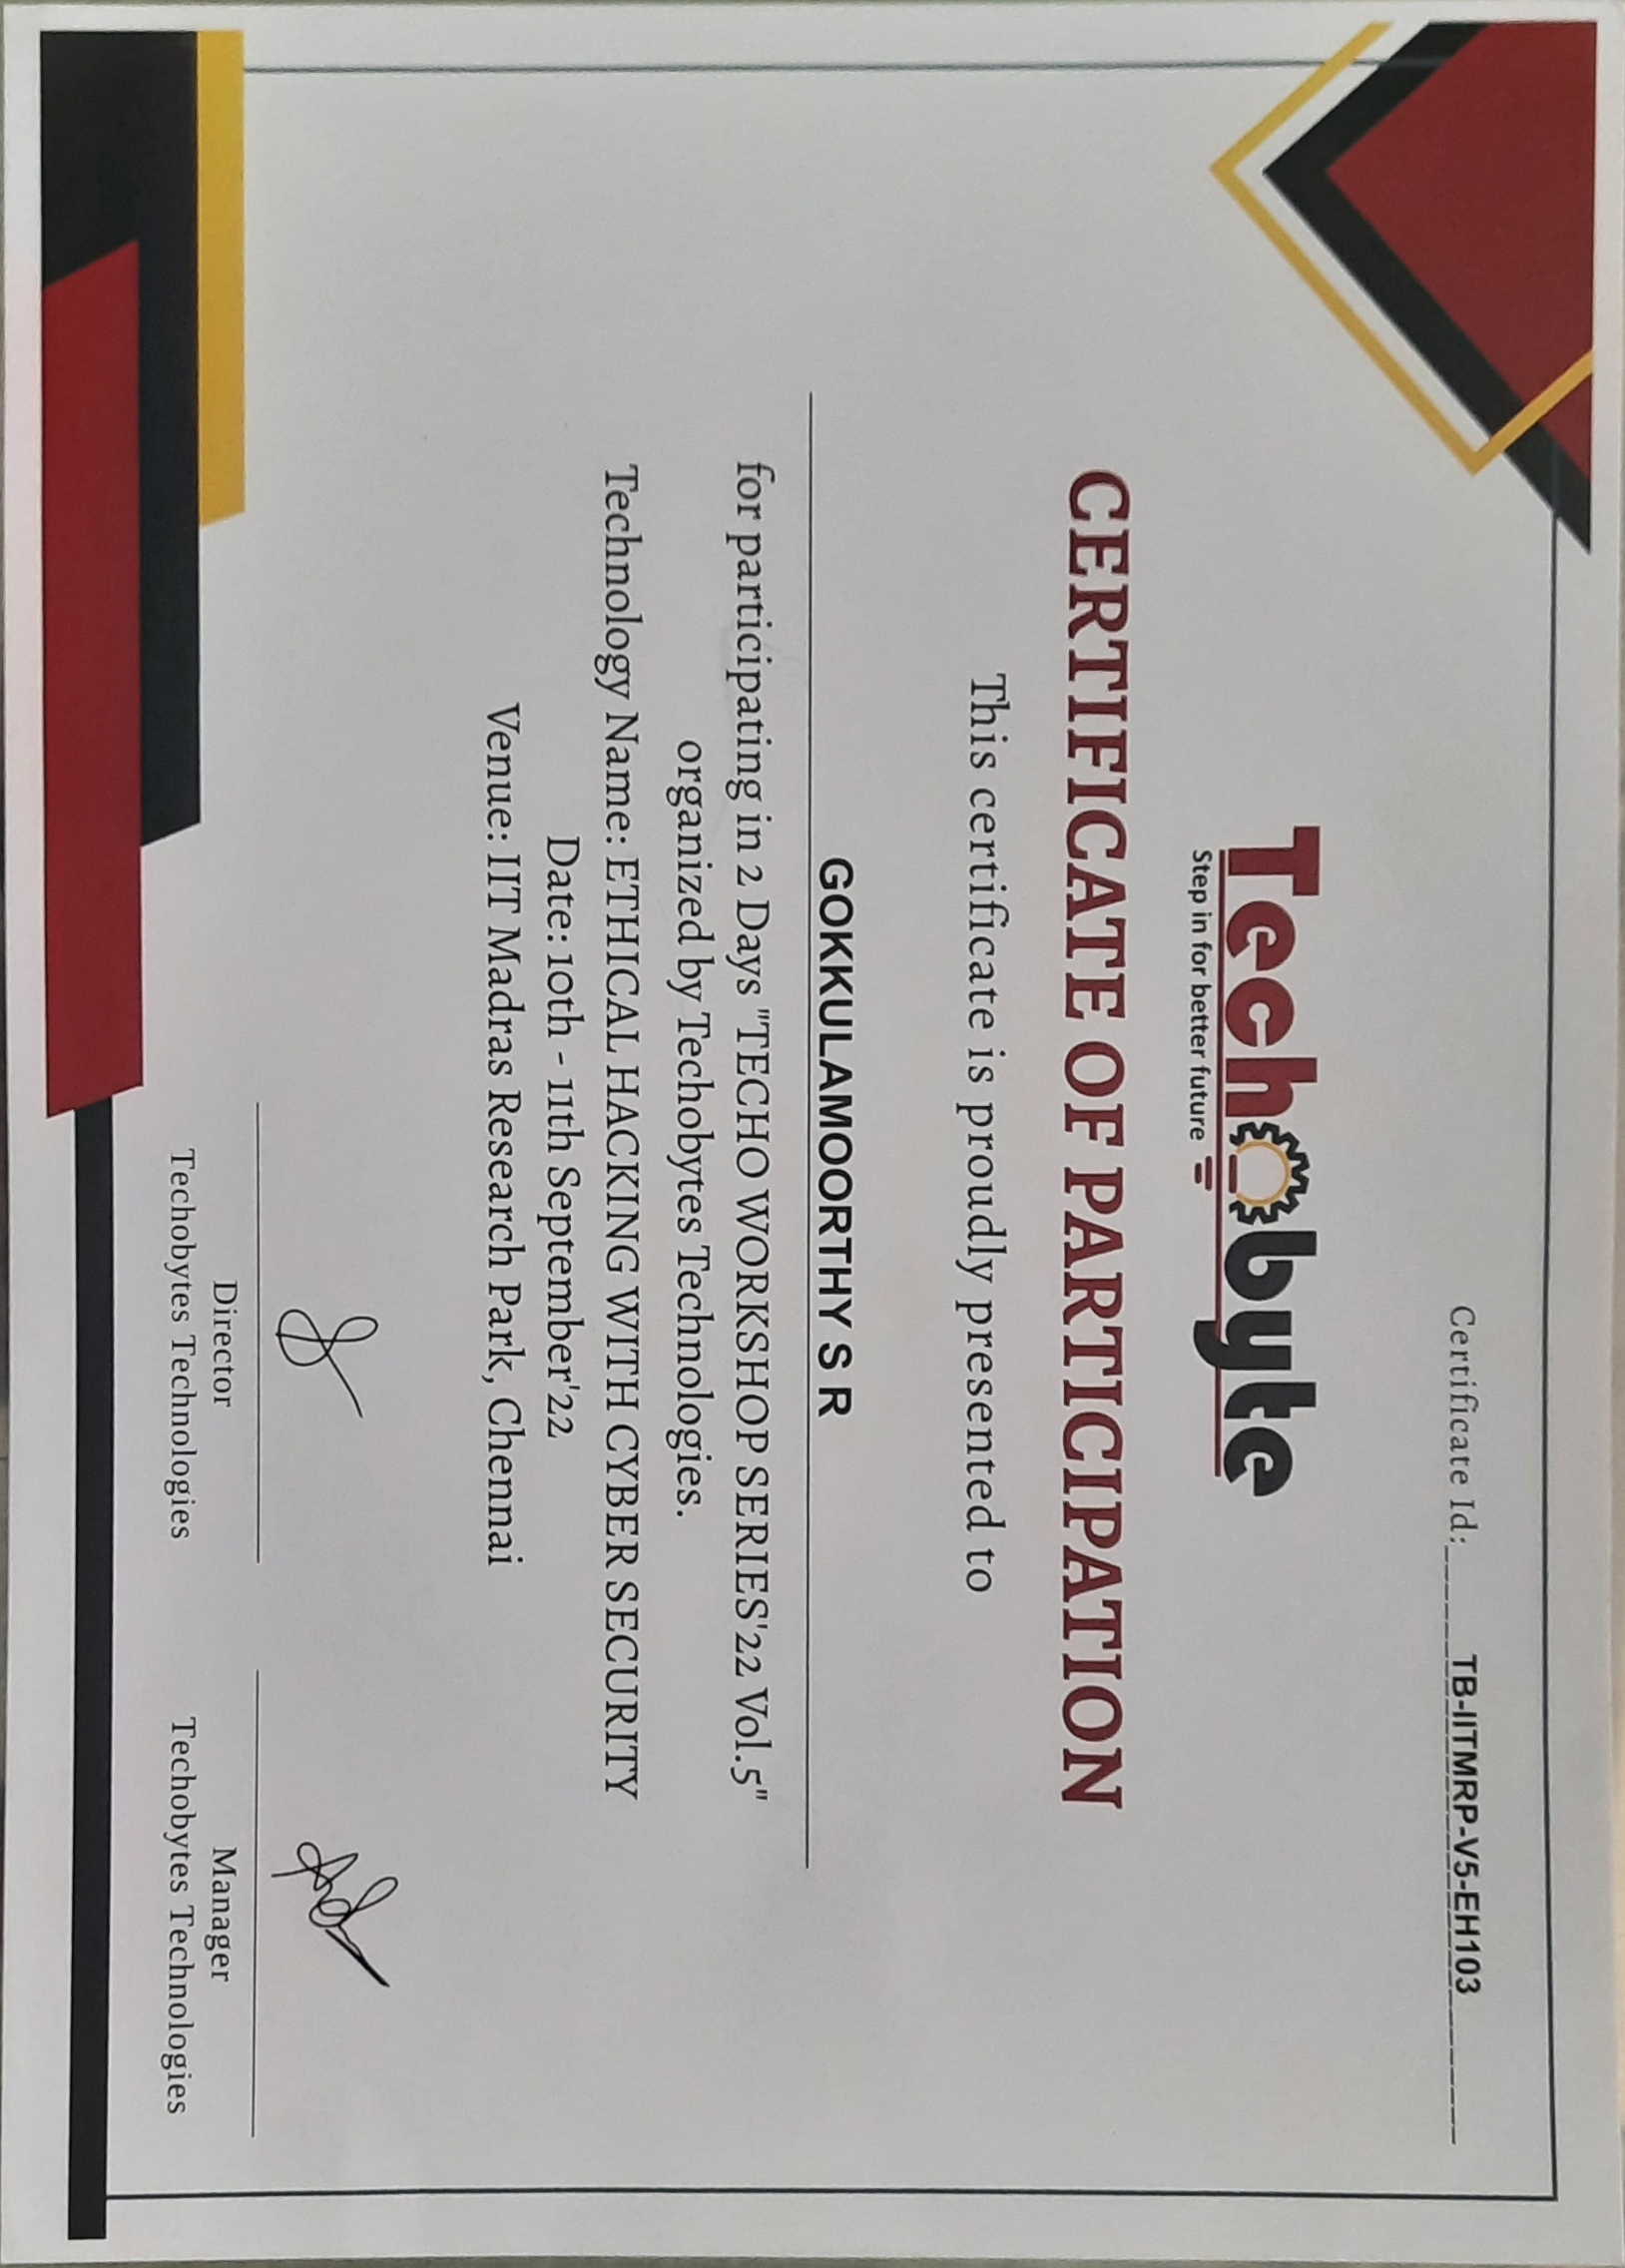 Certificate Id:______TB-IITMRP-V5-EH103________
Techobyte
Step in for better future
CERTIFICATE OF PARTICIPATION
This certificate is proudly presented to
GOKKULAMOORTHY S R
for participating in 2 Days "TECHO WORKSHOP SERIES'22 Vol.5"
organized by Techobytes Technologies.
Technology Name: ETHICAL HACKING WITH CYBER SECURITY
Date: 10th - 11th September'22
Venue: IIT Madras Research Park, Chennai
Director
Techobytes Technologies
Manager
Techobytes Technologies